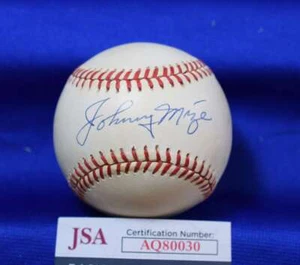 Johnny Mize
JSA
Certification Number:
AQ80030